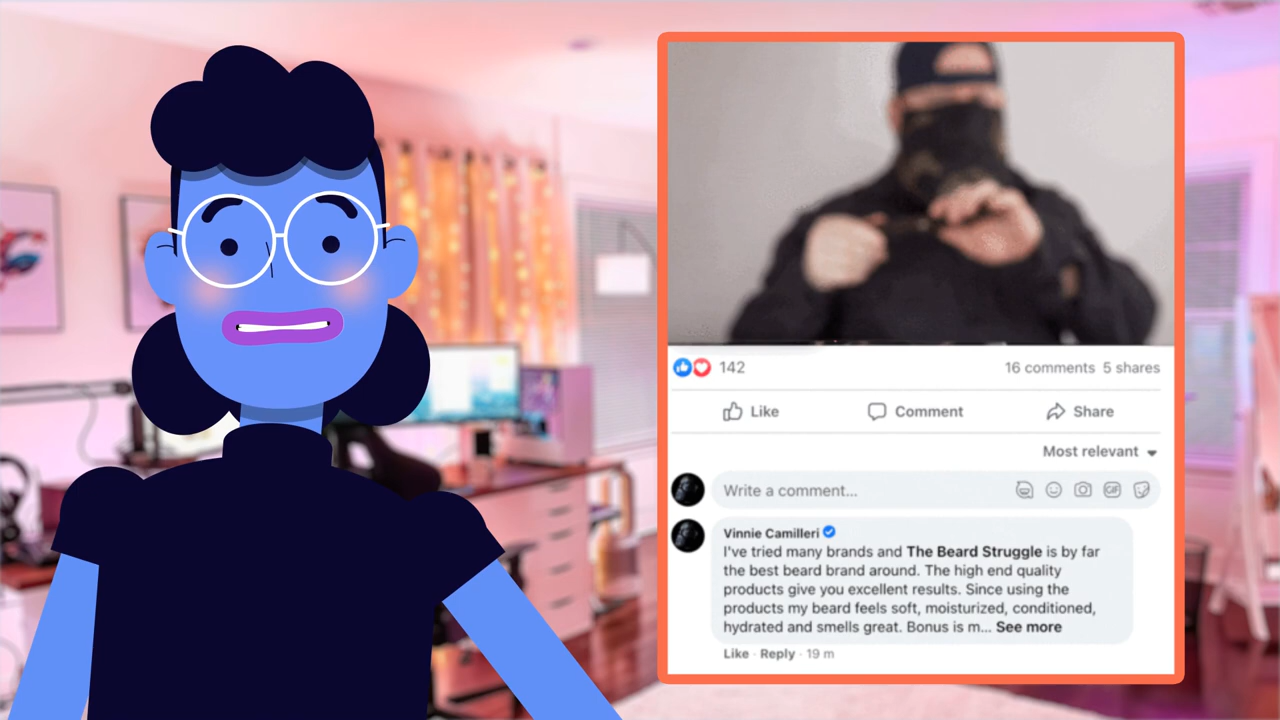 142
16 comments 5 shares
Like Comment Share
Most relevant
Write a comment...
GIF
Vinnie Camilleri
I've tried many brands and The Beard Struggle is by far
the best beard brand around. The high end quality
products give you excellent results. Since using the
products my beard feels soft, moisturized, conditioned,
hydrated and smells great. Bonus is m... See more
Like · Reply · 19 m